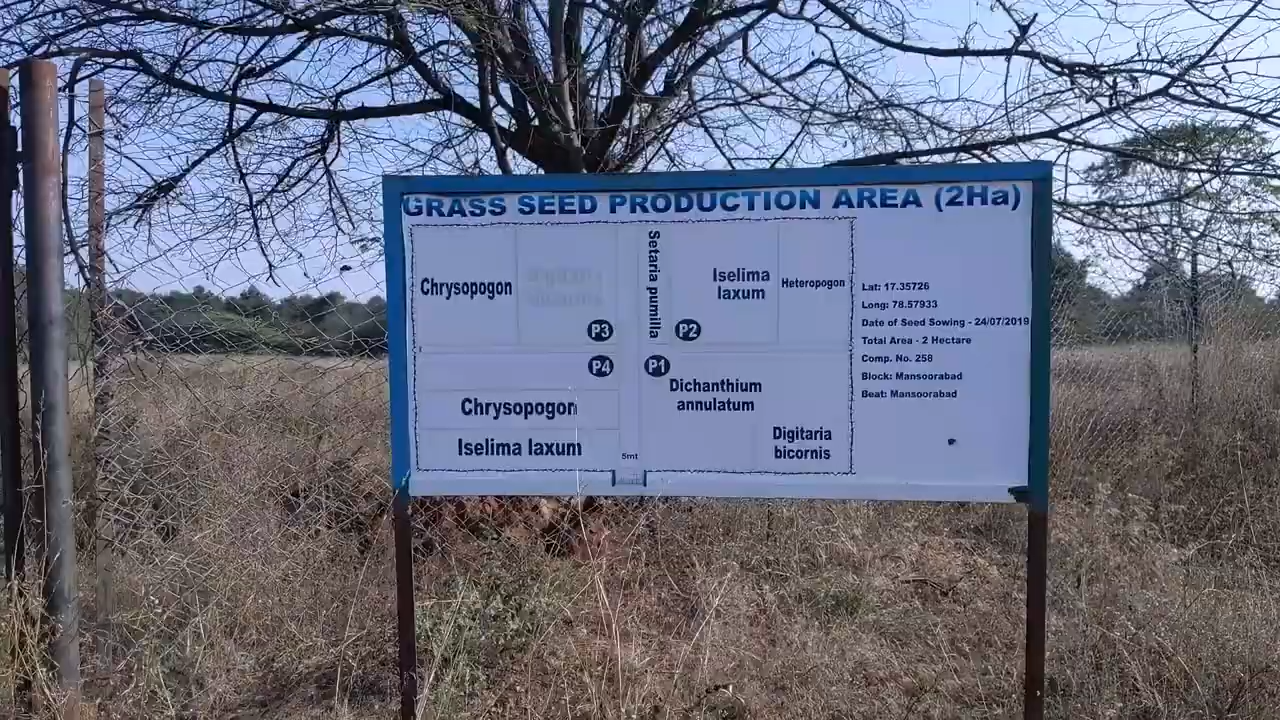 GRASS SEED PRODUCTION AREA (2Ha)
Chrysopogon
P3
Setaria pumilla
Iselima
laxum
P2
Heteropogon
P4
Chrysopogon
Iselima laxum
P1
Dichanthium
annulatum
Digitaria
bicornis
5mt
Lat: 17.35726
Long: 78.57933
Date of Seed Sowing - 24/07/2019
Total Area - 2 Hectare
Comp. No. 258
Block: Mansoorabad
Beat: Mansoorabad